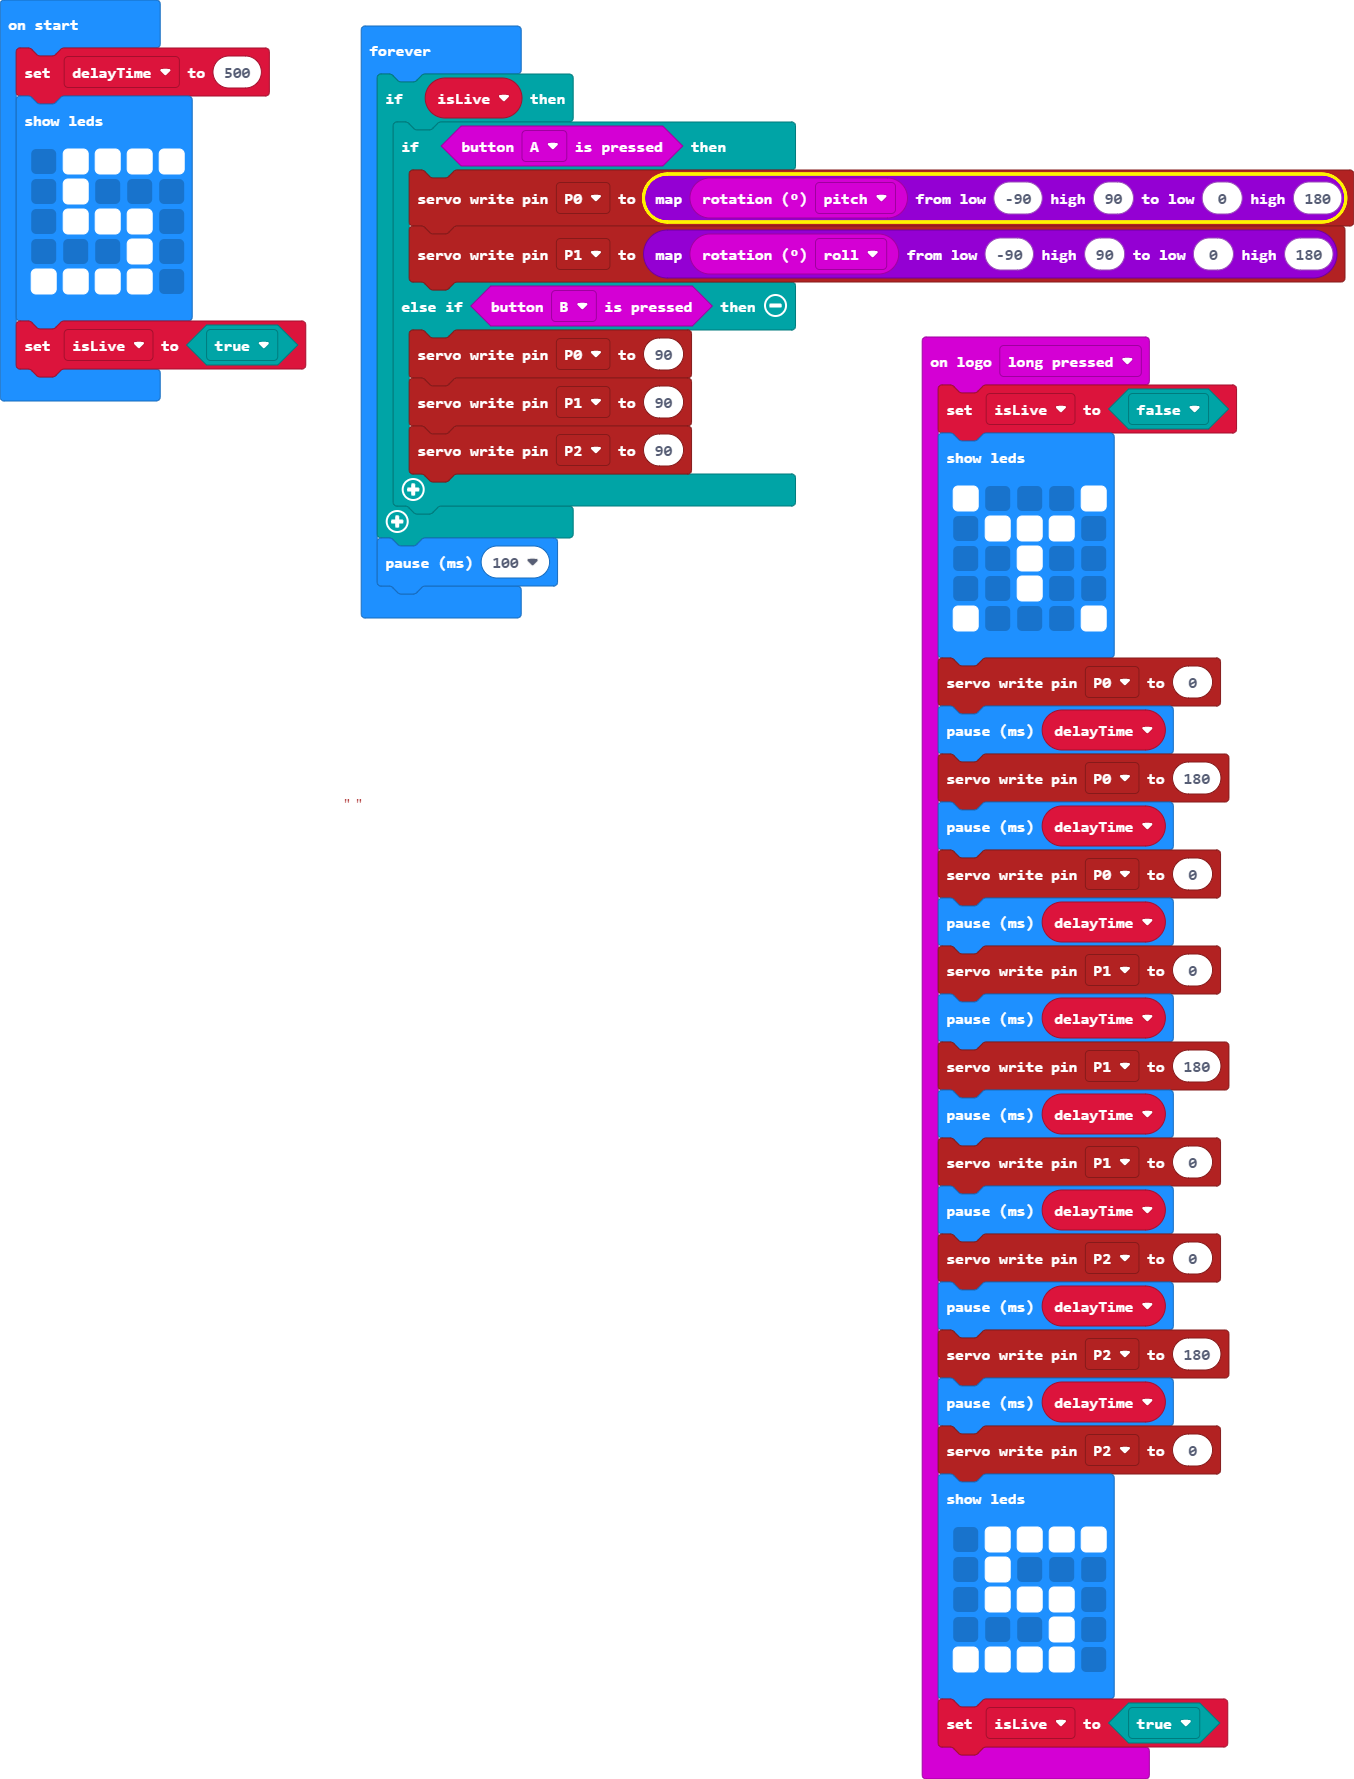 on start
set delayTime to 500
show leds
set isLive to true
forever
if isLive then
if button A is pressed then
servo write pin P0 to map rotation (º) pitch from low -90 high 90 to low 0 high 180
servo write pin P1 to map rotation (º) roll from low -90 high 90 to low 0 high 180
else if button B is pressed then
servo write pin P0 to 90
servo write pin P1 to 90
servo write pin P2 to 90
pause (ms) 100
" "
on logo long pressed
set isLive to false
show leds
servo write pin P0 to 0
pause (ms) delayTime
servo write pin P0 to 180
pause (ms) delayTime
servo write pin P0 to 0
pause (ms) delayTime
servo write pin P1 to 0
pause (ms) delayTime
servo write pin P1 to 180
pause (ms) delayTime
servo write pin P1 to 0
pause (ms) delayTime
servo write pin P2 to 0
pause (ms) delayTime
servo write pin P2 to 180
pause (ms) delayTime
servo write pin P2 to 0
show leds
set isLive to true